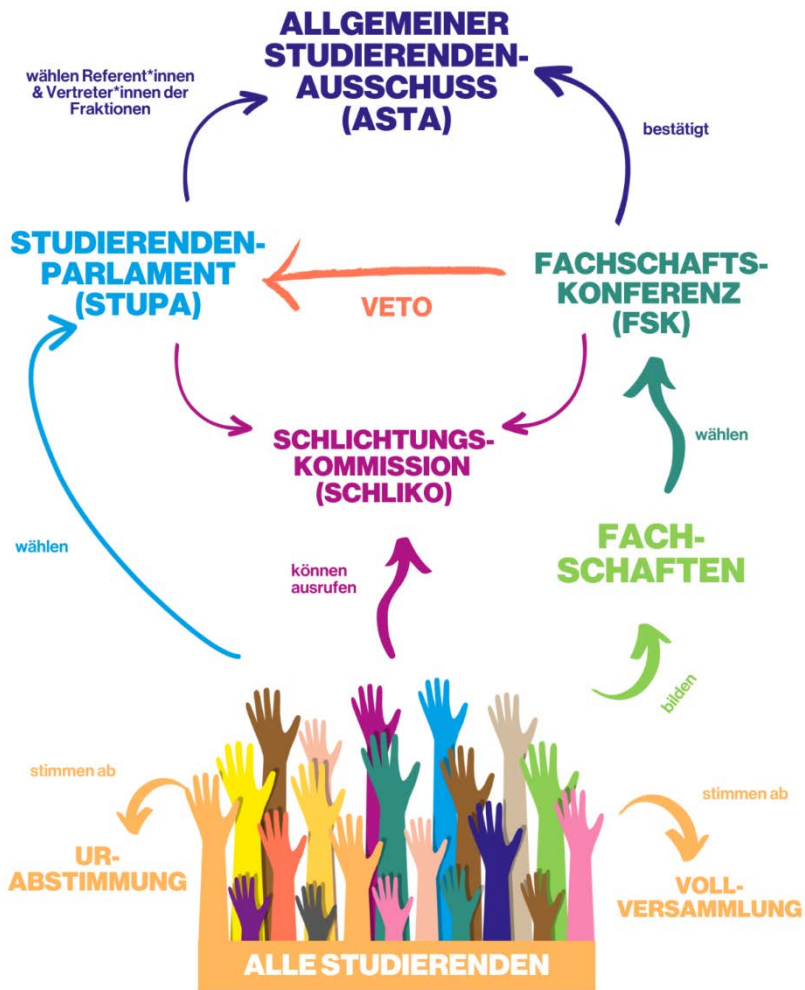 ALLGEMEINER
STUDIERENDEN-
AUSSCHUSS
(ASTA)
wählen Referent*innen
& Vertreter*innen der
Fraktionen
bestätigt
STUDIERENDEN-
PARLAMENT
(STUPA)
VETO
FACHSCHAFTS-
KONFERENZ
(FSK)
SCHLICHTUNGS-
KOMMISSION
(SCHLIKO)
wählen
wählen
können
ausrufen
FACH-
SCHAFTEN
bilden
stimmen ab
stimmen ab
UR-
ABSTIMMUNG
VOLL-
VERSAMMLUNG
ALLE STUDIERENDEN